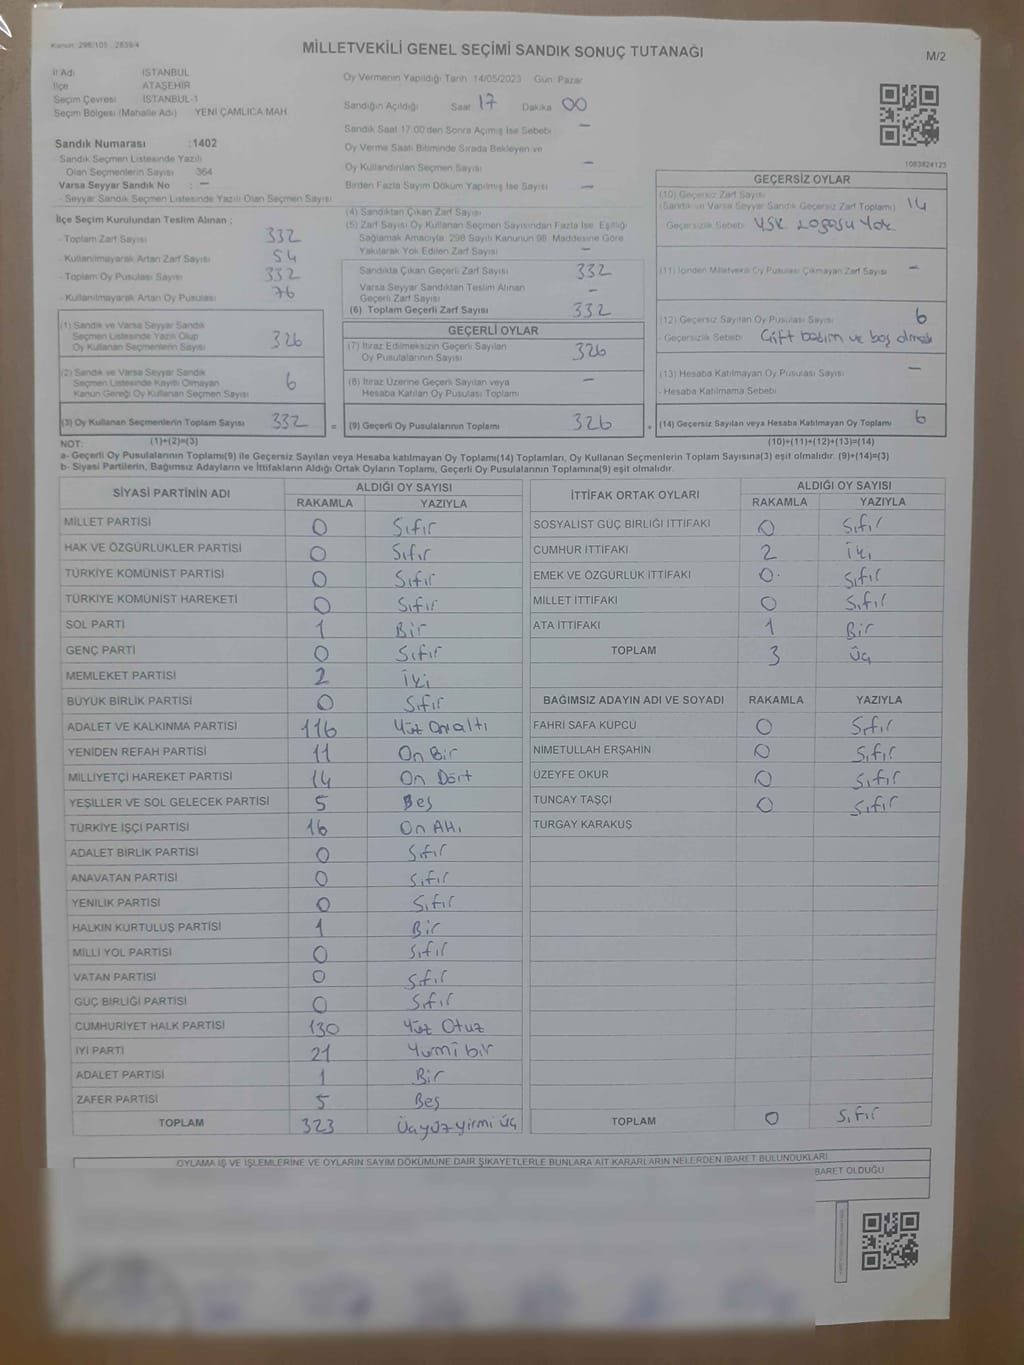 Kanun: 298/105 , 2839/4
MİLLETVEKİLİ GENEL SEÇİMİ SANDIK SONUÇ TUTANAĞI
M/2
İl Adı İSTANBUL
İlçe ATAŞEHİR
Seçim Çevresi İSTANBUL-1
Seçim Bölgesi (Mahalle Adı) YENİ ÇAMLICA MAH
Sandık Numarası :1402
- Sandık Seçmen Listesinde Yazılı
Olan Seçmenlerin Sayısı 364
Varsa Seyyar Sandık No : —
- Seyyar Sandık Seçmen Listesinde Yazılı Olan Seçmen Sayısı
İlçe Seçim Kurulundan Teslim Alınan ;
- Toplam Zarf Sayısı 332
- Kullanılmayarak Artan Zarf Sayısı 54
- Toplam Oy Pusulası Sayısı 332
- Kullanılmayarak Artan Oy Pusulası 76
(1) Sandık ve Varsa Seyyar Sandık
Seçmen Listesinde Yazılı Olup
Oy Kullanan Seçmenlerin Sayısı 326
(2) Sandık ve Varsa Seyyar Sandık
Seçmen Listesinde Kayıtlı Olmayan
Kanun Gereği Oy Kullanan Seçmen Sayısı 6
(3) Oy Kullanan Seçmenlerin Toplam Sayısı 332 =
Oy Vermenin Yapıldığı Tarih 14/05/2023 Gün: Pazar
Sandığın Açıldığı Saat 17 Dakika 00
Sandık Saat 17.00'den Sonra Açılmış İse Sebebi —
Oy Verme Saati Bitiminde Sırada Bekleyen ve
Oy Kullandırılan Seçmen Sayısı —
Birden Fazla Sayım Döküm Yapılmış İse Sayısı —
(4) Sandıktan Çıkan Zarf Sayısı
(5) Zarf Sayısı Oy Kullanan Seçmen Sayısından Fazla İse, Eşitliği
Sağlamak Amacıyla, 298 Sayılı Kanunun 98. Maddesine Göre
Yakılarak Yok Edilen Zarf Sayısı —
Sandıkta Çıkan Geçerli Zarf Sayısı 332
Varsa Seyyar Sandıktan Teslim Alınan
Geçerli Zarf Sayısı —
(6) Toplam Geçerli Zarf Sayısı 332
GEÇERLİ OYLAR
(7) İtiraz Edilmeksizin Geçerli Sayılan
Oy Pusulalarının Sayısı 326
(8) İtiraz Üzerine Geçerli Sayılan veya
Hesaba Katılan Oy Pusulası Toplamı —
(9) Geçerli Oy Pusulalarının Toplamı 326 +
1083824123
GEÇERSİZ OYLAR
(10) Geçersiz Zarf Sayısı
(Sandık ve Varsa Seyyar Sandık Geçersiz Zarf Toplamı) 14
- Geçersizlik Sebebi YSK Logosu Yok
(11) İçinden Milletvekili Oy Pusulası Çıkmayan Zarf Sayısı —
(12) Geçersiz Sayılan Oy Pusulası Sayısı 6
- Geçersizlik Sebebi Çift basım ve boş olması
(13) Hesaba Katılmayan Oy Pusulası Sayısı —
- Hesaba Katılmama Sebebi
(14) Geçersiz Sayılan veya Hesaba Katılmayan Oy Toplamı 6
NOT: (1)+(2)=(3) (10)+(11)+(12)+(13)=(14)
a- Geçerli Oy Pusulalarının Toplamı(9) ile Geçersiz Sayılan veya Hesaba katılmayan Oy Toplamı(14) Toplamları, Oy Kullanan Seçmenlerin Toplam Sayısına(3) eşit olmalıdır. (9)+(14)=(3)
b- Siyasi Partilerin, Bağımsız Adayların ve İttifakların Aldığı Ortak Oyların Toplamı, Geçerli Oy Pusulalarının Toplamına(9) eşit olmalıdır.
SİYASİ PARTİNİN ADI ALDIĞI OY SAYISI
RAKAMLA YAZIYLA
MİLLET PARTİSİ 0 Sıfır
HAK VE ÖZGÜRLÜKLER PARTİSİ 0 Sıfır
TÜRKİYE KOMÜNİST PARTİSİ 0 Sıfır
TÜRKİYE KOMÜNİST HAREKETİ 0 Sıfır
SOL PARTİ 1 Bir
GENÇ PARTİ 0 Sıfır
MEMLEKET PARTİSİ 2 İki
BÜYÜK BİRLİK PARTİSİ 0 Sıfır
ADALET VE KALKINMA PARTİSİ 116 Yüz Onaltı
YENİDEN REFAH PARTİSİ 11 On Bir
MİLLİYETÇİ HAREKET PARTİSİ 14 On Dört
YEŞİLLER VE SOL GELECEK PARTİSİ 5 Beş
TÜRKİYE İŞÇİ PARTİSİ 16 On Altı
ADALET BİRLİK PARTİSİ 0 Sıfır
ANAVATAN PARTİSİ 0 Sıfır
YENİLİK PARTİSİ 0 Sıfır
HALKIN KURTULUŞ PARTİSİ 1 Bir
MİLLİ YOL PARTİSİ 0 Sıfır
VATAN PARTİSİ 0 Sıfır
GÜÇ BİRLİĞİ PARTİSİ 0 Sıfır
CUMHURİYET HALK PARTİSİ 130 Yüz Otuz
İYİ PARTİ 21 Yırmi bir
ADALET PARTİSİ 1 Bir
ZAFER PARTİSİ 5 Beş
TOPLAM 323 Üçyüzyirmi üç
İTTİFAK ORTAK OYLARI ALDIĞI OY SAYISI
RAKAMLA YAZIYLA
SOSYALİST GÜÇ BİRLİĞİ İTTİFAKI 0 Sıfır
CUMHUR İTTİFAKI 2 İki
EMEK VE ÖZGÜRLÜK İTTİFAKI 0 Sıfır
MİLLET İTTİFAKI 0 Sıfır
ATA İTTİFAKI 1 Bir
TOPLAM 3 Üç
BAĞIMSIZ ADAYIN ADI VE SOYADI RAKAMLA YAZIYLA
FAHRİ SAFA KÜPCÜ 0 Sıfır
NİMETULLAH ERŞAHİN 0 Sıfır
ÜZEYFE OKUR 0 Sıfır
TUNCAY TAŞÇI 0 Sıfır
TURGAY KARAKUŞ
TOPLAM 0 Sıfır
OYLAMA İŞ VE İŞLEMLERİNE VE OYLARIN SAYIM DÖKÜMÜNE DAİR ŞİKAYETLERLE BUNLARA AİT KARARLARIN NELERDEN İBARET BULUNDUKLARI
BARET OLDUĞU